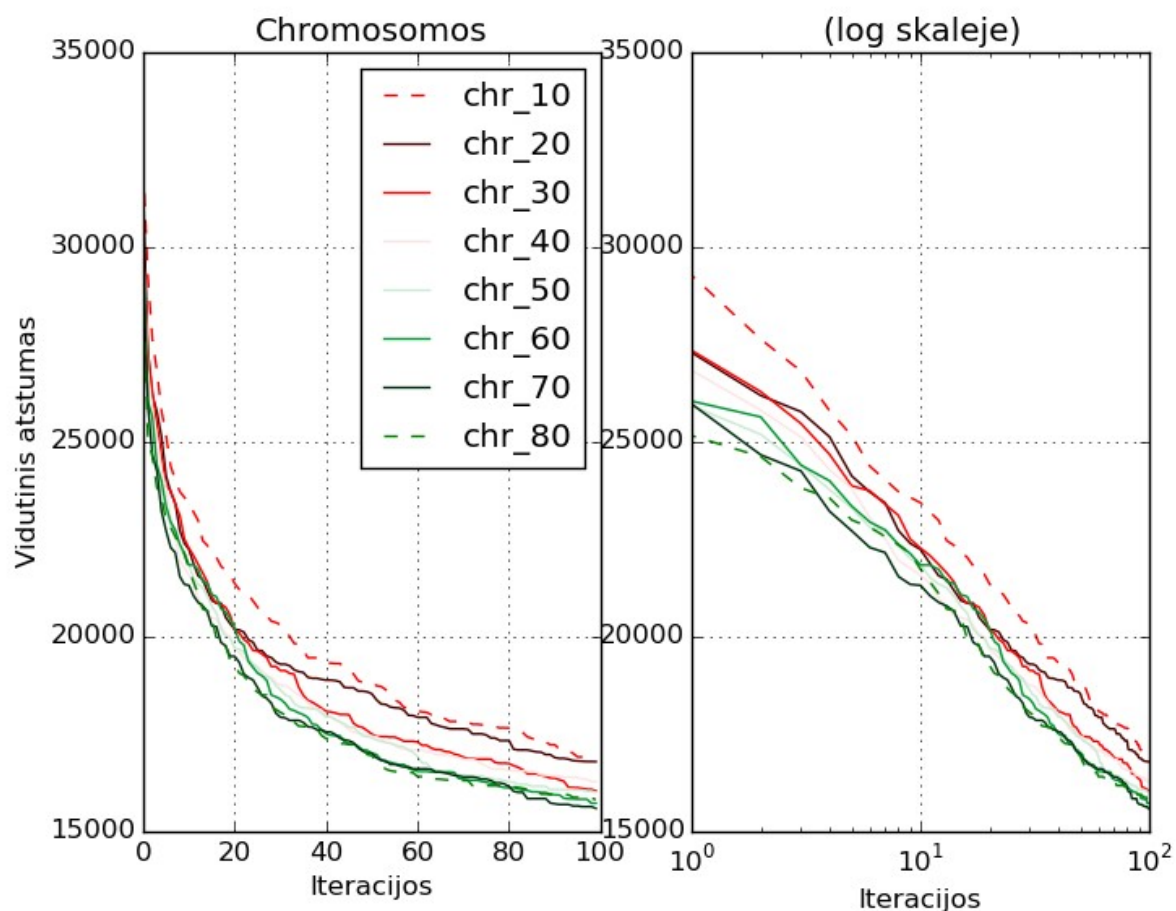 Chromosomos
35000
30000
25000
20000
15000
0 20 40 60 80 100
Iteracijos
Vidutinis atstumas
chr_10
chr_20
chr_30
chr_40
chr_50
chr_60
chr_70
chr_80
(log skaleje)
35000
30000
25000
20000
15000
10^0 10^1 10^2
Iteracijos